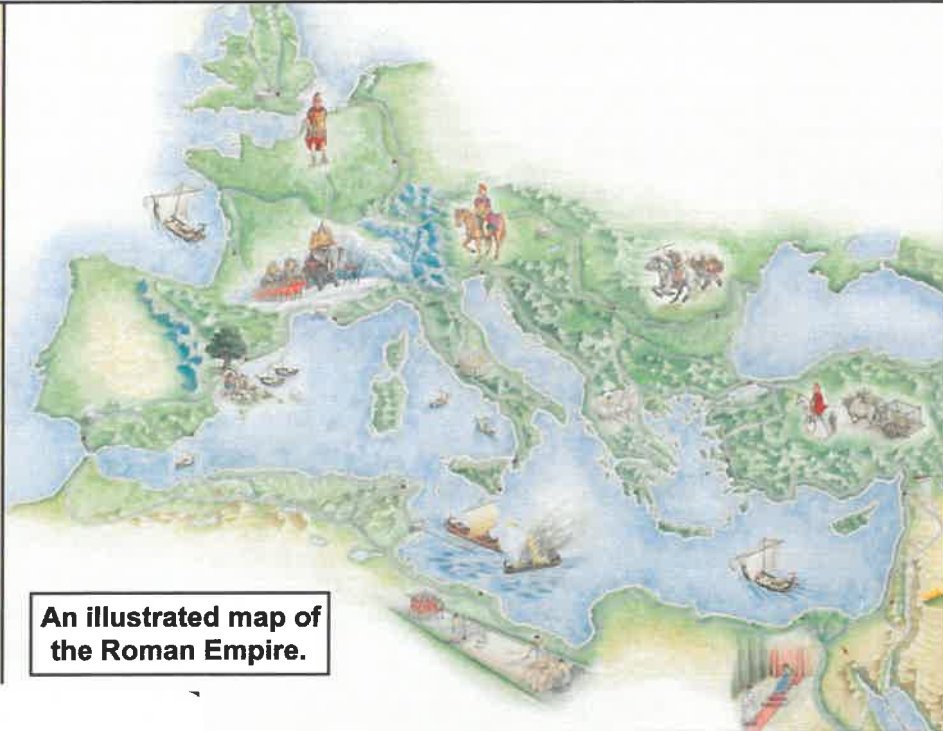 An illustrated map of
the Roman Empire.